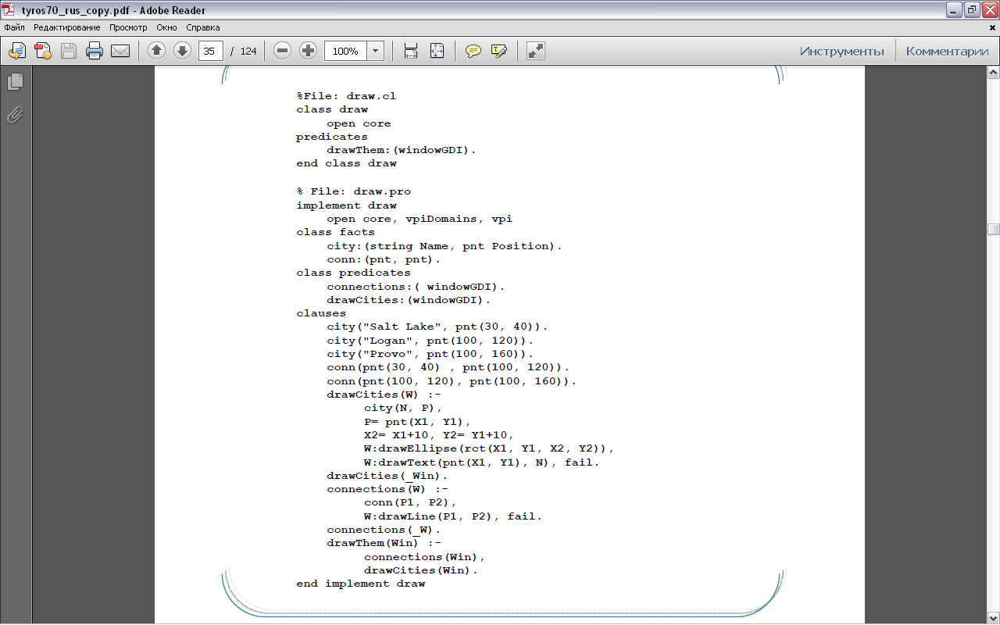 tyros70_rus_copy.pdf - Adobe Reader
Файл Редактирование Просмотр Окно Справка
35 / 124 100% Инструменты Комментарии
%File: draw.cl
class draw
open core
predicates
drawThem:(windowGDI).
end class draw
% File: draw.pro
implement draw
open core, vpiDomains, vpi
class facts
city:(string Name, pnt Position).
conn:(pnt, pnt).
class predicates
connections:( windowGDI).
drawCities:(windowGDI).
clauses
city("Salt Lake", pnt(30, 40)).
city("Logan", pnt(100, 120)).
city("Provo", pnt(100, 160)).
conn(pnt(30, 40) , pnt(100, 120)).
conn(pnt(100, 120), pnt(100, 160)).
drawCities(W) :-
city(N, P),
P= pnt(X1, Y1),
X2= X1+10, Y2= Y1+10,
W:drawEllipse(rct(X1, Y1, X2, Y2)),
W:drawText(pnt(X1, Y1), N), fail.
drawCities(_Win).
connections(W) :-
conn(P1, P2),
W:drawLine(P1, P2), fail.
connections(_W).
drawThem(Win) :-
connections(Win),
drawCities(Win).
end implement draw